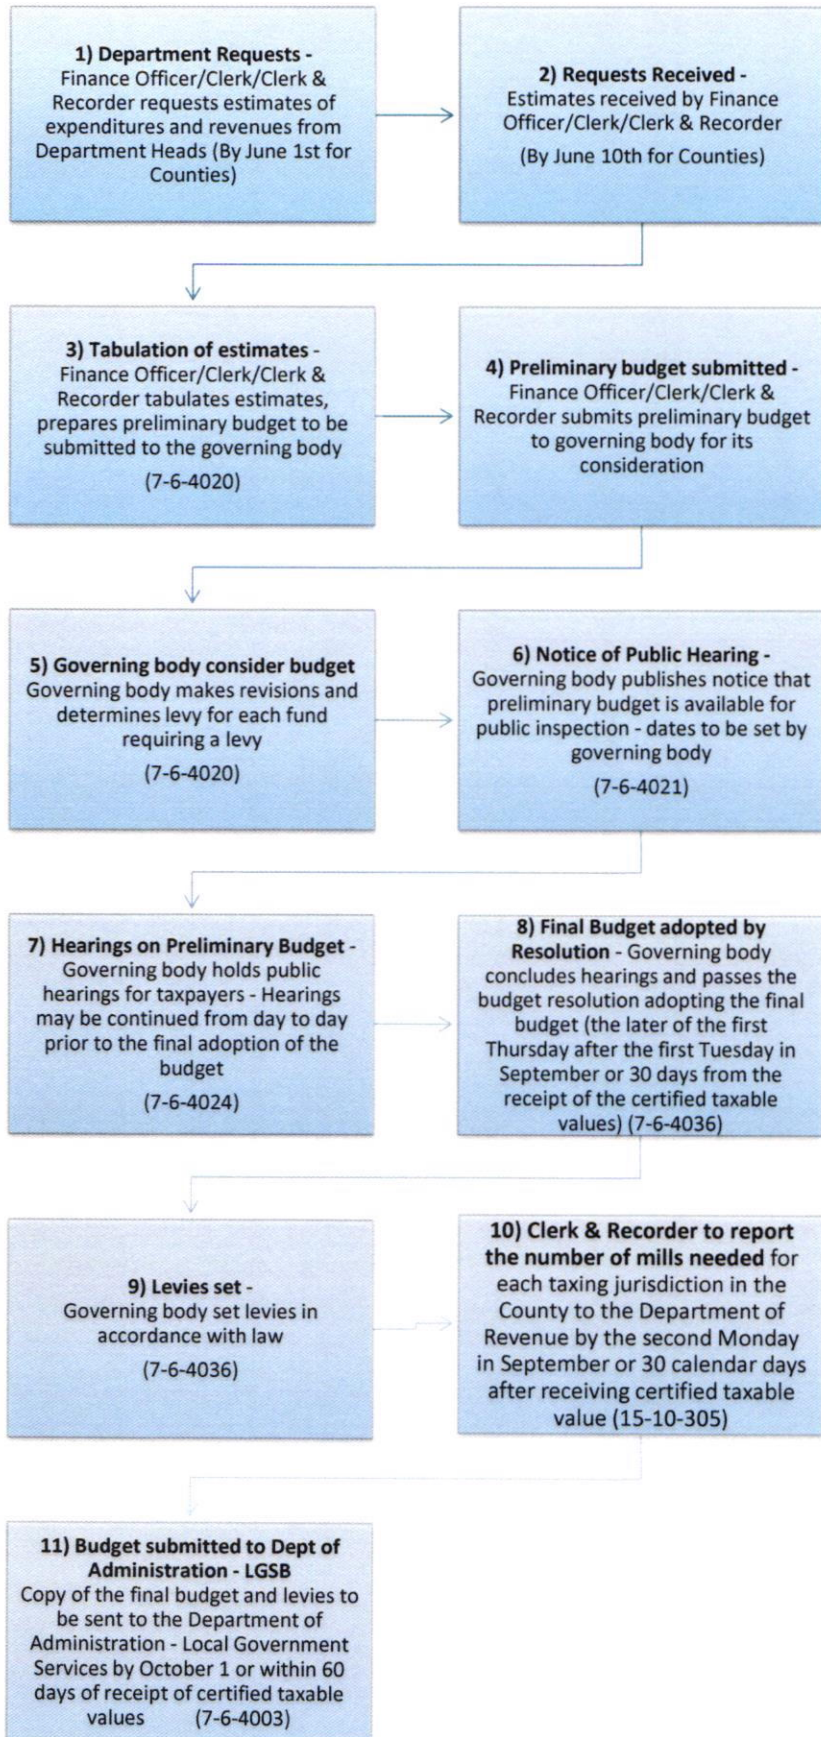 1) Department Requests -
Finance Officer/Clerk/Clerk &
Recorder requests estimates of
expenditures and revenues from
Department Heads (By June 1st for
Counties)
2) Requests Received -
Estimates received by Finance
Officer/Clerk/Clerk & Recorder
(By June 10th for Counties)
3) Tabulation of estimates -
Finance Officer/Clerk/Clerk &
Recorder tabulates estimates,
prepares preliminary budget to be
submitted to the governing body
(7-6-4020)
4) Preliminary budget submitted -
Finance Officer/Clerk/Clerk &
Recorder submits preliminary budget
to governing body for its
consideration
5) Governing body consider budget
Governing body makes revisions and
determines levy for each fund
requiring a levy
(7-6-4020)
6) Notice of Public Hearing -
Governing body publishes notice that
preliminary budget is available for
public inspection - dates to be set by
governing body
(7-6-4021)
7) Hearings on Preliminary Budget -
Governing body holds public
hearings for taxpayers - Hearings
may be continued from day to day
prior to the final adoption of the
budget
(7-6-4024)
8) Final Budget adopted by
Resolution - Governing body
concludes hearings and passes the
budget resolution adopting the final
budget (the later of the first
Thursday after the first Tuesday in
September or 30 days from the
receipt of the certified taxable
values) (7-6-4036)
9) Levies set -
Governing body set levies in
accordance with law
(7-6-4036)
10) Clerk & Recorder to report
the number of mills needed for
each taxing jurisdiction in the
County to the Department of
Revenue by the second Monday
in September or 30 calendar days
after receiving certified taxable
value (15-10-305)
11) Budget submitted to Dept of
Administration - LGSB
Copy of the final budget and levies to
be sent to the Department of
Administration - Local Government
Services by October 1 or within 60
days of receipt of certified taxable
values (7-6-4003)